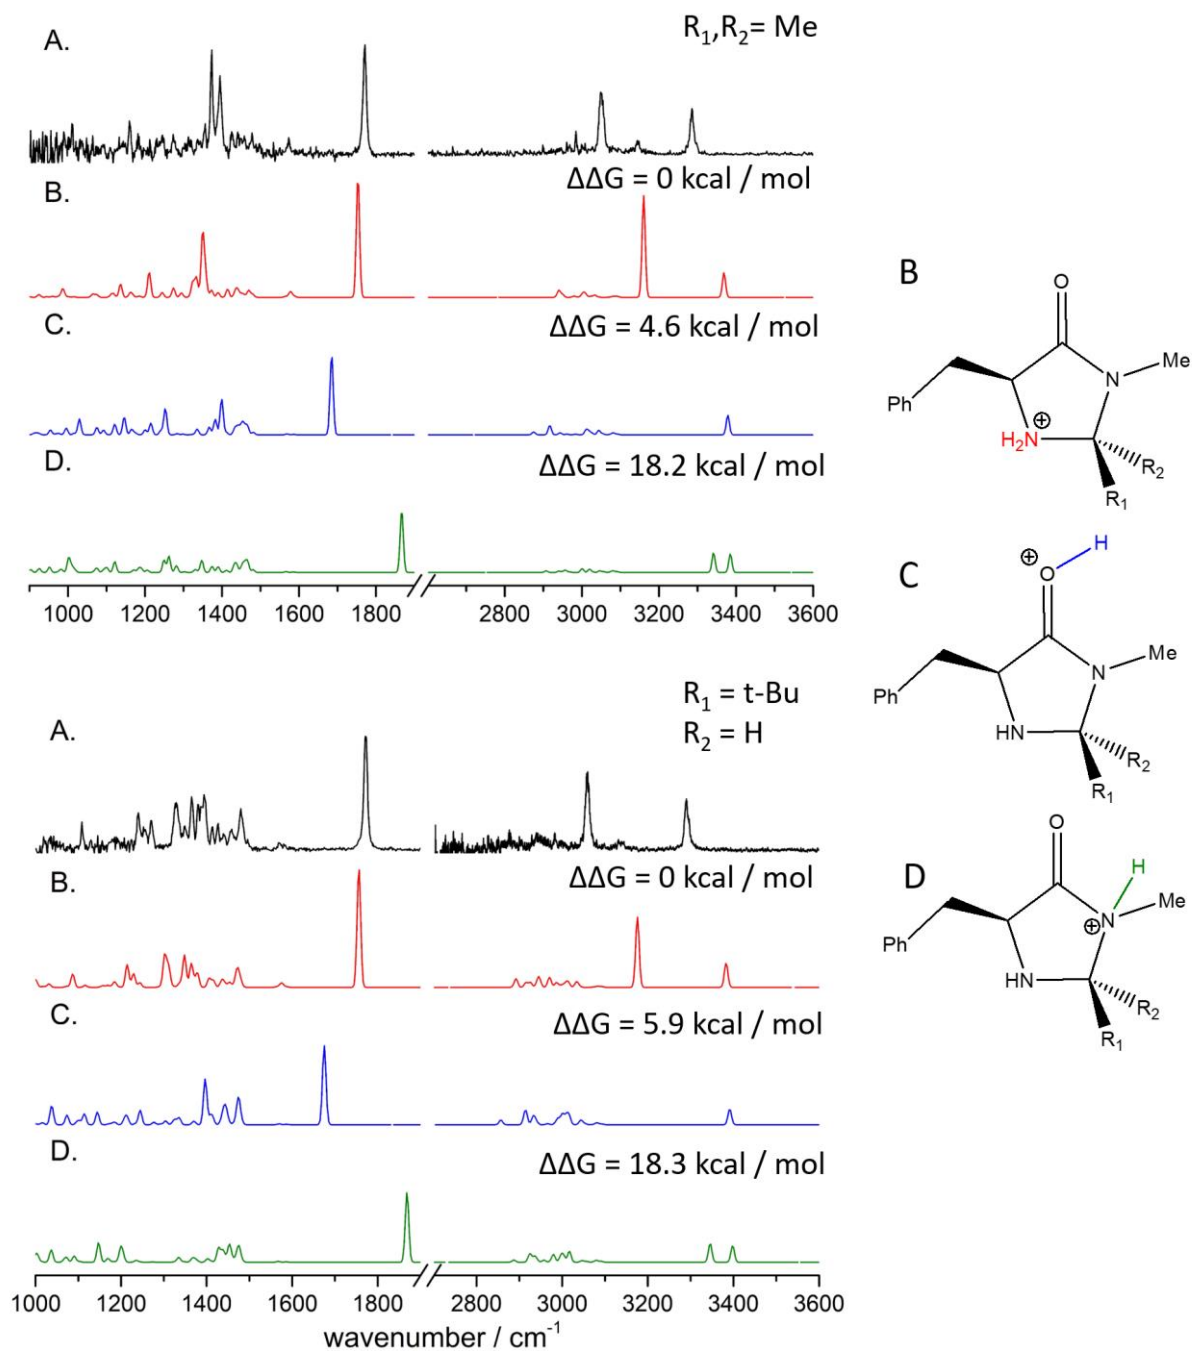 A.
R₁,R₂= Me
ΔΔG = 0 kcal / mol
B.
C.
ΔΔG = 4.6 kcal / mol
D.
ΔΔG = 18.2 kcal / mol
1000 1200 1400 1600 1800 2800 3000 3200 3400 3600
R₁ = t-Bu
R₂ = H
A.
ΔΔG = 0 kcal / mol
B.
C.
ΔΔG = 5.9 kcal / mol
D.
ΔΔG = 18.3 kcal / mol
1000 1200 1400 1600 1800 2800 3000 3200 3400 3600
wavenumber / cm⁻¹
B
O
Me
N
Ph
⊕
H₂N
R₂
R₁
C
⊕
H
O
Me
N
Ph
HN
R₂
R₁
D
O
H
Me
N
⊕
Ph
HN
R₂
R₁